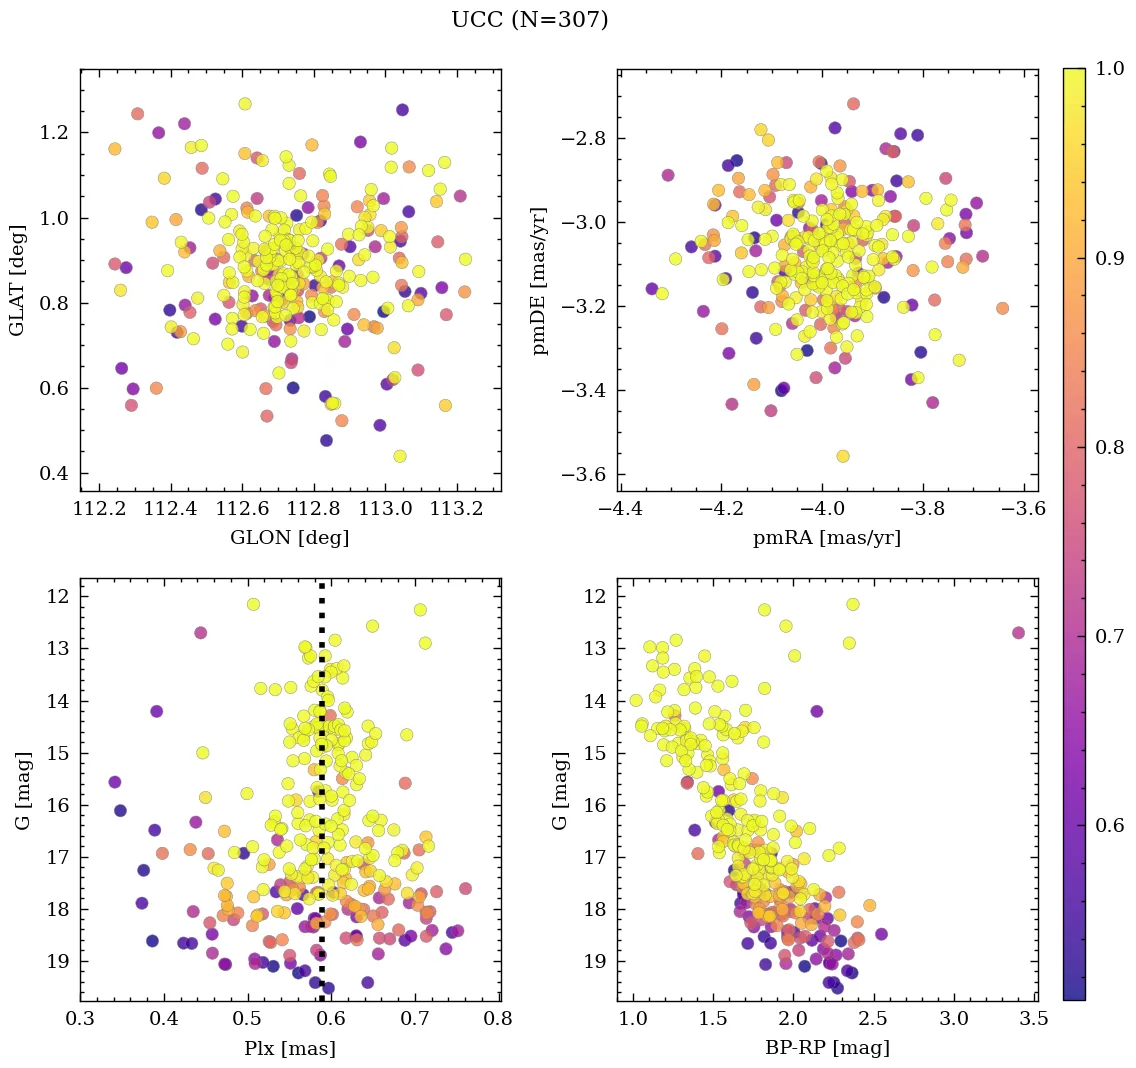 UCC (N=307)
1.2
1.0
0.8
0.6
0.4
GLAT [deg]
112.2 112.4 112.6 112.8 113.0 113.2
GLON [deg]
−2.8
−3.0
−3.2
−3.4
−3.6
pmDE [mas/yr]
−4.4 −4.2 −4.0 −3.8 −3.6
pmRA [mas/yr]
12
13
14
15
16
17
18
19
G [mag]
0.3 0.4 0.5 0.6 0.7 0.8
Plx [mas]
12
13
14
15
16
17
18
19
G [mag]
1.0 1.5 2.0 2.5 3.0 3.5
BP-RP [mag]
1.0
0.9
0.8
0.7
0.6